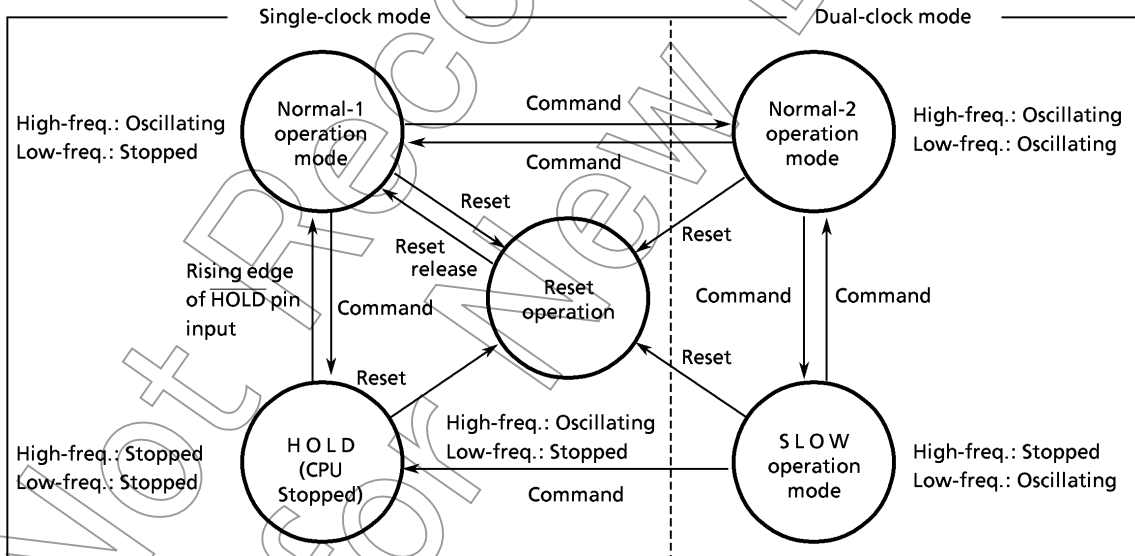 Single-clock mode
Dual-clock mode
Normal-1
operation
mode
High-freq.: Oscillating
Low-freq.: Stopped
Command
Command
Normal-2
operation
mode
High-freq.: Oscillating
Low-freq.: Oscillating
Reset
Reset
release
Reset
Reset
operation
Rising edge
of HOLD pin
input
Command
Command
Command
Reset
Reset
HOLD
(CPU
Stopped)
High-freq.: Stopped
Low-freq.: Stopped
High-freq.: Oscillating
Low-freq.: Stopped
Command
SLOW
operation
mode
High-freq.: Stopped
Low-freq.: Oscillating